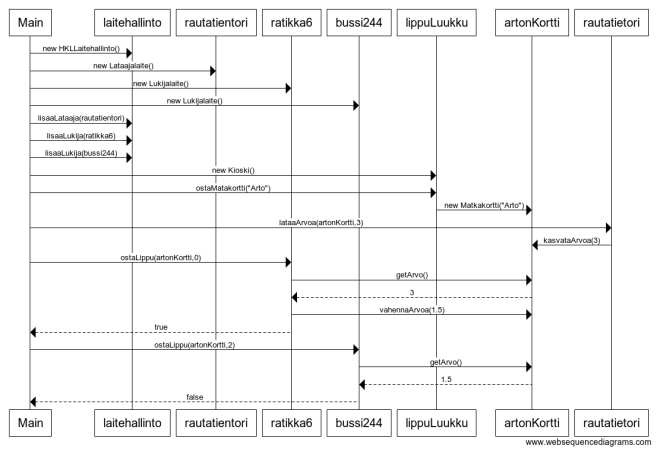 Main laitehallinto rautatientori ratikka6 bussi244 lippuLuukku artonKortti rautatietori
new HKLLaitehallinto()
new Lataajalaite()
new Lukijalaite()
new Lukijalaite()
lisaaLataaja(rautatientori)
lisaaLukija(ratikka6)
lisaaLukija(bussi244)
new Kioski()
ostaMatakortti("Arto")
new Matkakortti("Arto")
lataaArvoa(artonKortti,3)
kasvataArvoa(3)
ostaLippu(artonKortti,0)
getArvo()
3
vahennaArvoa(1.5)
true
ostaLippu(artonKortti,2)
getArvo()
1.5
false
Main laitehallinto rautatientori ratikka6 bussi244 lippuLuukku artonKortti rautatietori
www.websequencediagrams.com